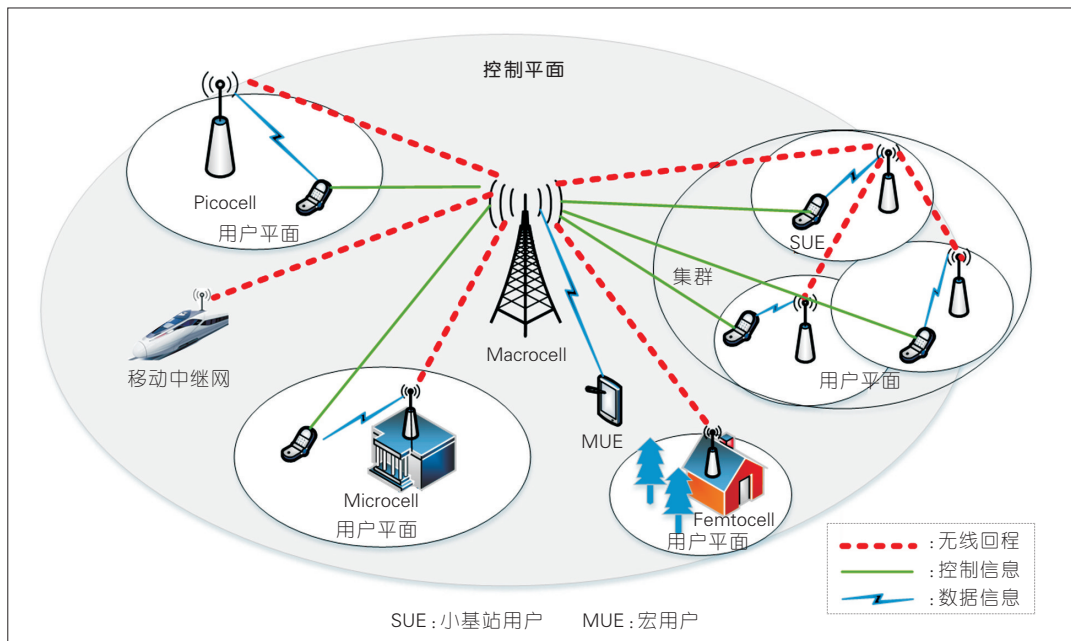 控制平面
Picocell
用户平面
SUE
集群
Macrocell
移动中继网
用户平面
MUE
Microcell
用户平面
Femtocell
用户平面
:无线回程
:控制信息
:数据信息
SUE:小基站用户 MUE:宏用户